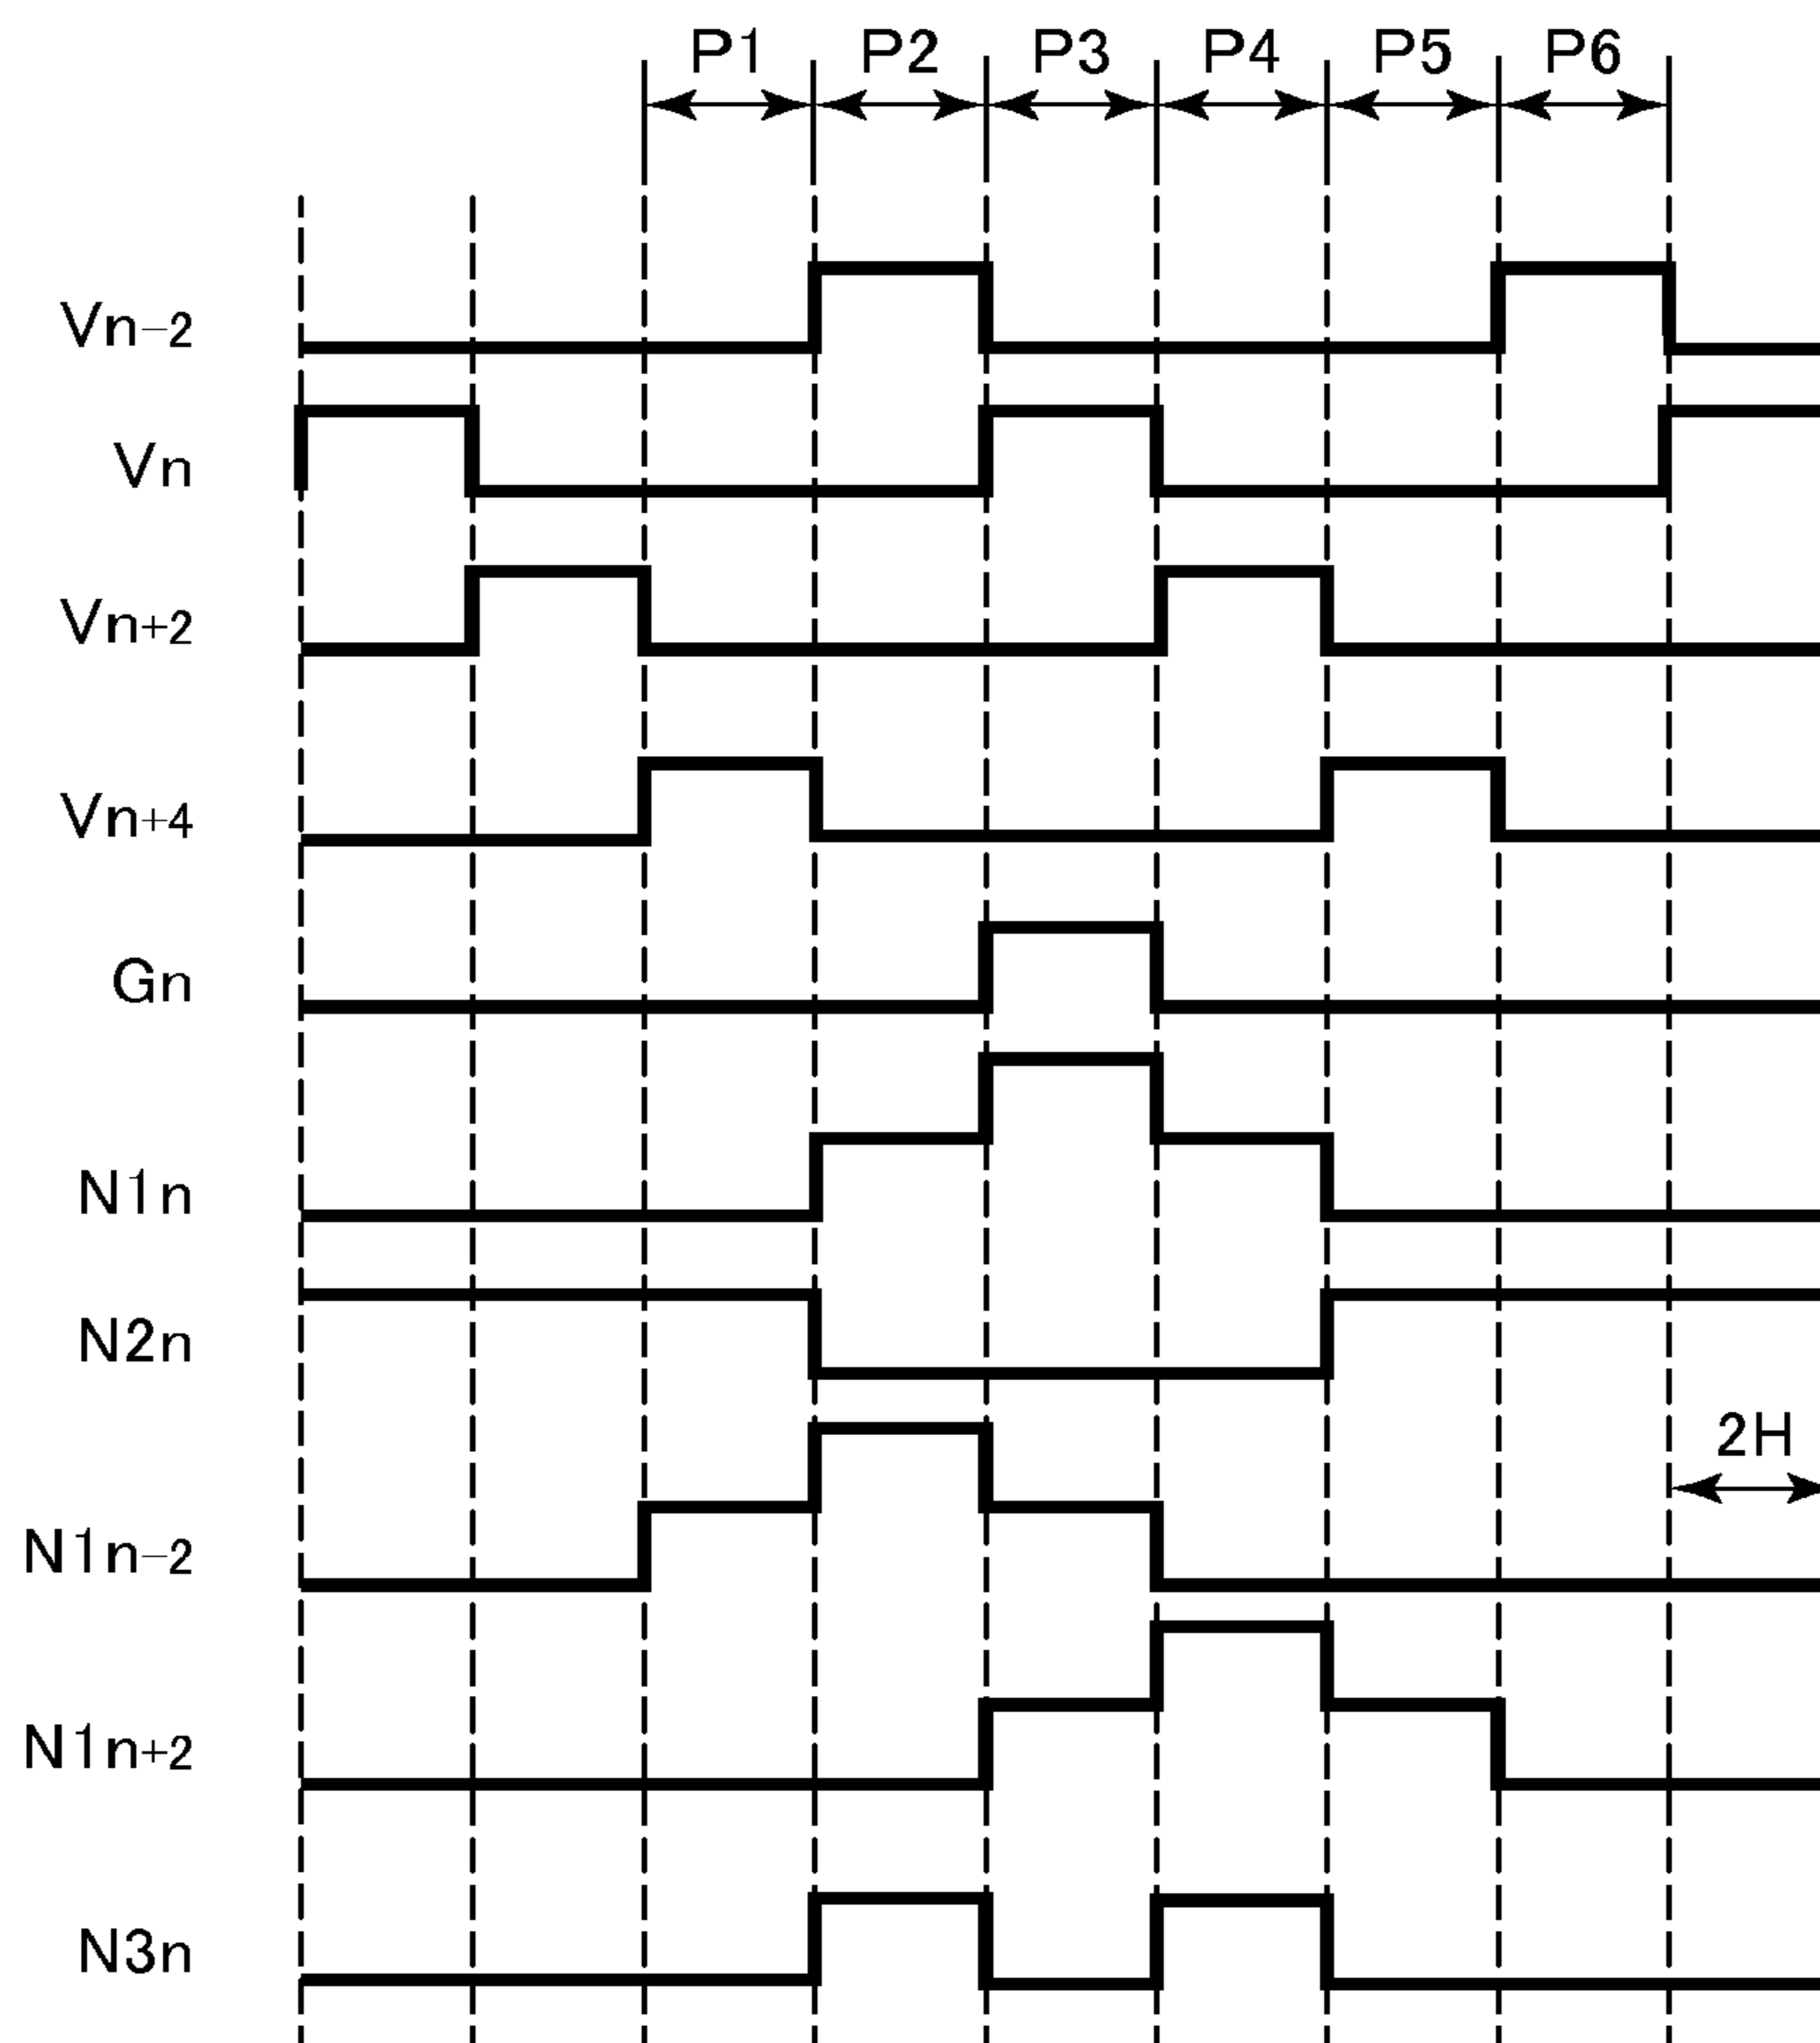 P1 P2 P3 P4 P5 P6
Vn-2
Vn
Vn+2
Vn+4
Gn
N1n
N2n
2H
N1n-2
N1n+2
N3n